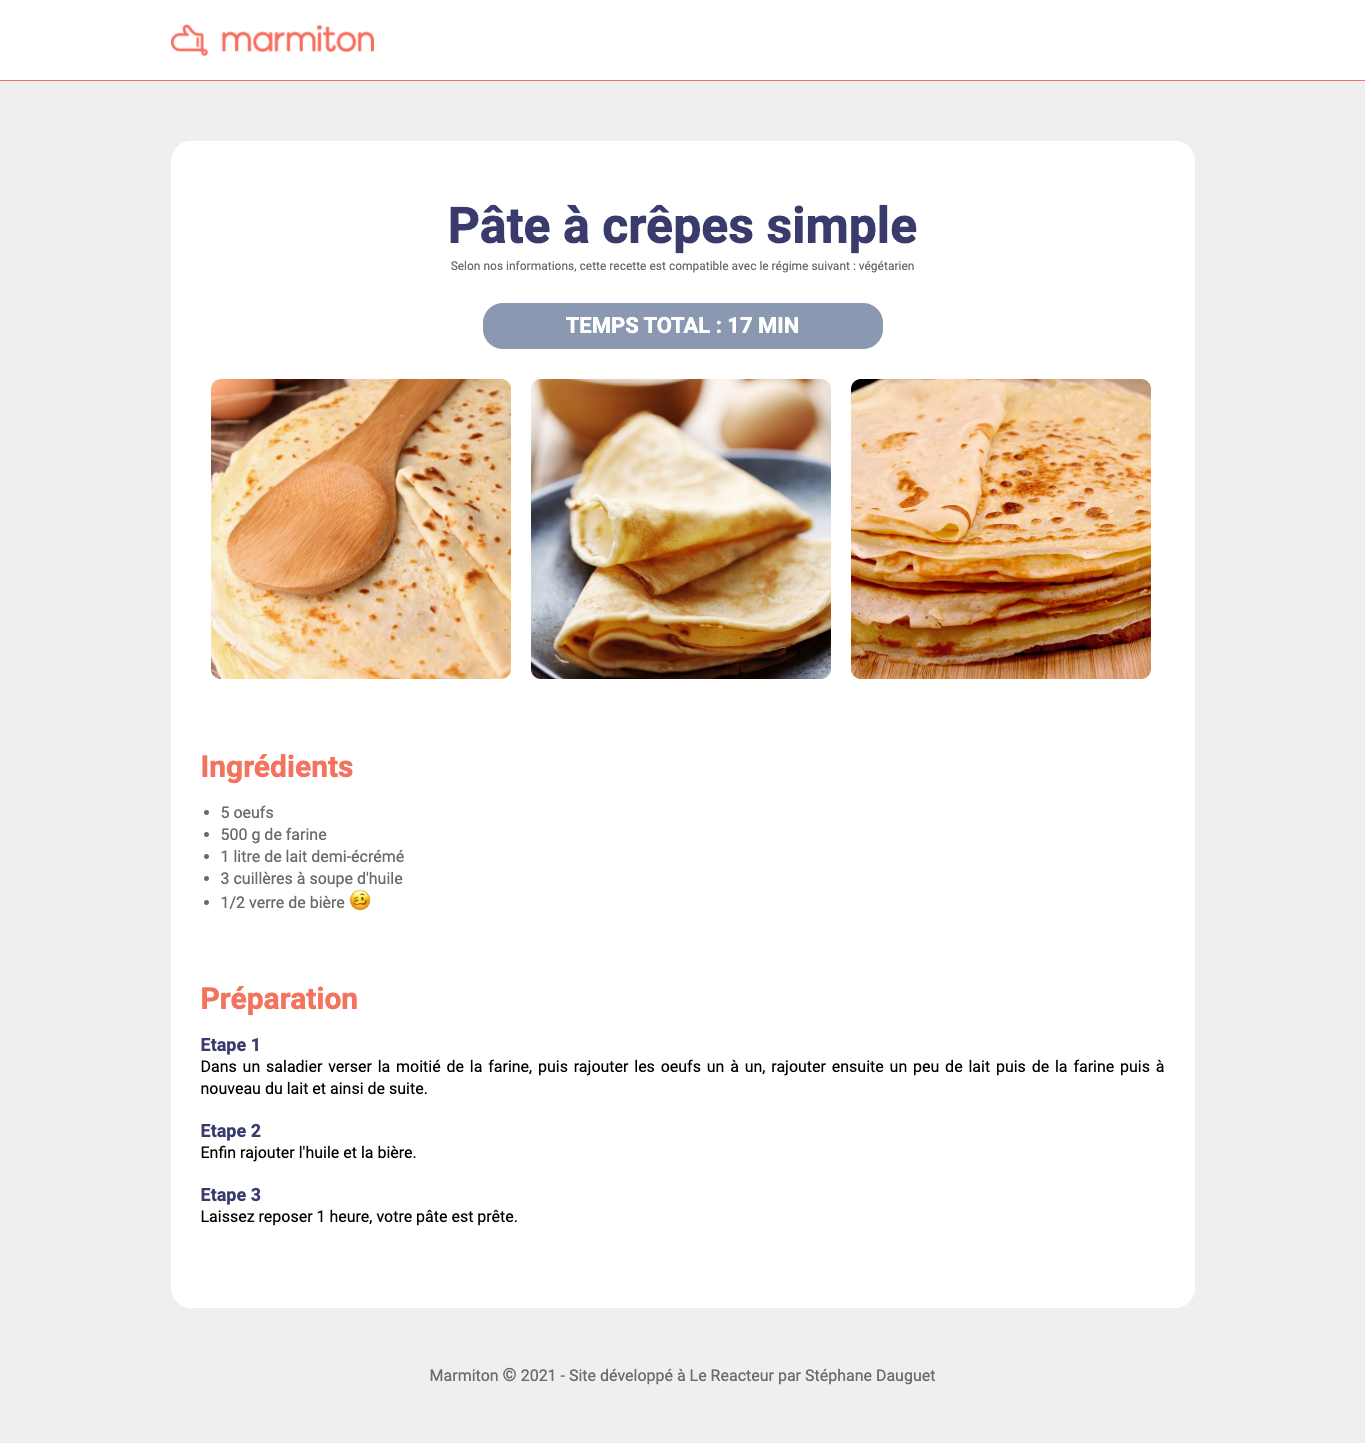 marmiton
Pâte à crêpes simple
Selon nos informations, cette recette est compatible avec le régime suivant : végétarien
TEMPS TOTAL : 17 MIN
Ingrédients
• 5 oeufs
• 500 g de farine
• 1 litre de lait demi-écrémé
• 3 cuillères à soupe d'huile
• 1/2 verre de bière 🥴
Préparation
Etape 1
Dans un saladier verser la moitié de la farine, puis rajouter les oeufs un à un, rajouter ensuite un peu de lait puis de la farine puis à
nouveau du lait et ainsi de suite.
Etape 2
Enfin rajouter l'huile et la bière.
Etape 3
Laissez reposer 1 heure, votre pâte est prête.
Marmiton © 2021 - Site développé à Le Reacteur par Stéphane Dauguet